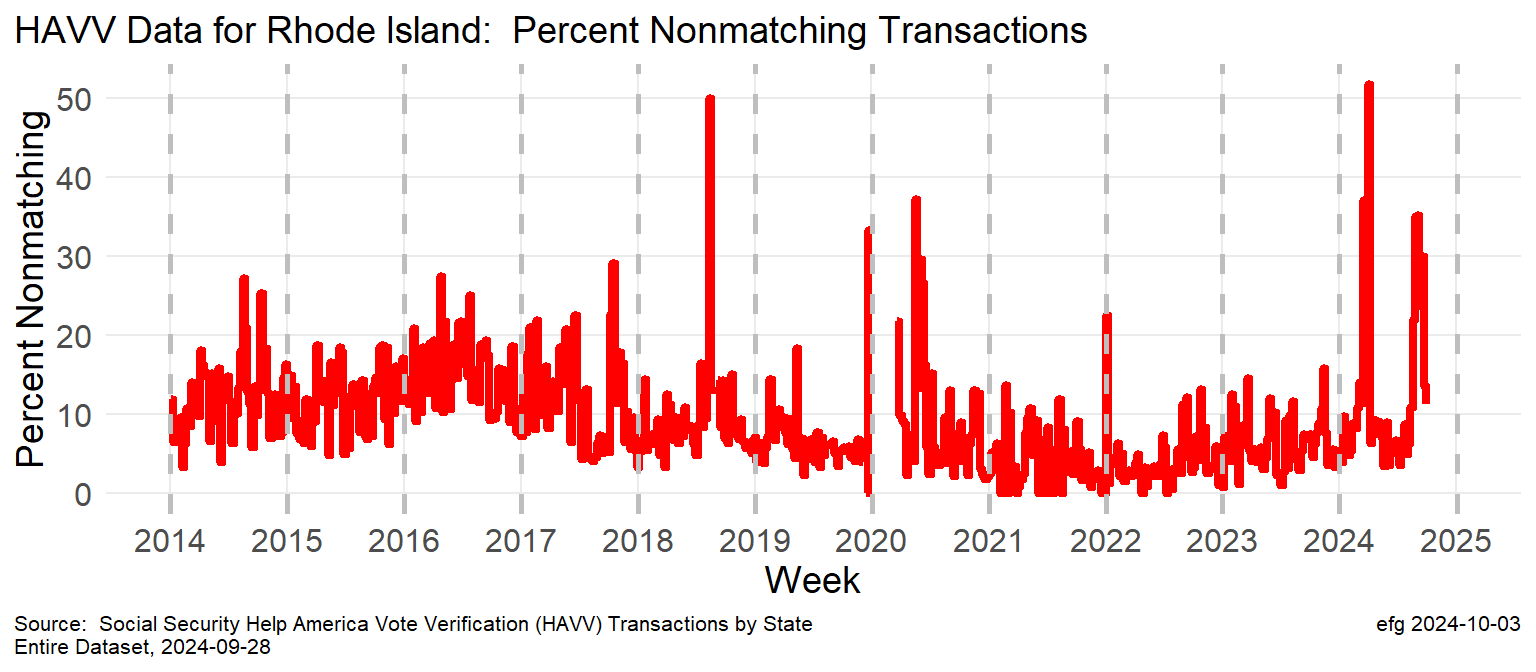 HAVV Data for Rhode Island:  Percent Nonmatching Transactions
Percent Nonmatching
50
40
30
20
10
0
2014 2015 2016 2017 2018 2019 2020 2021 2022 2023 2024 2025
Week
Source:  Social Security Help America Vote Verification (HAVV) Transactions by State
Entire Dataset, 2024-09-28
efg 2024-10-03